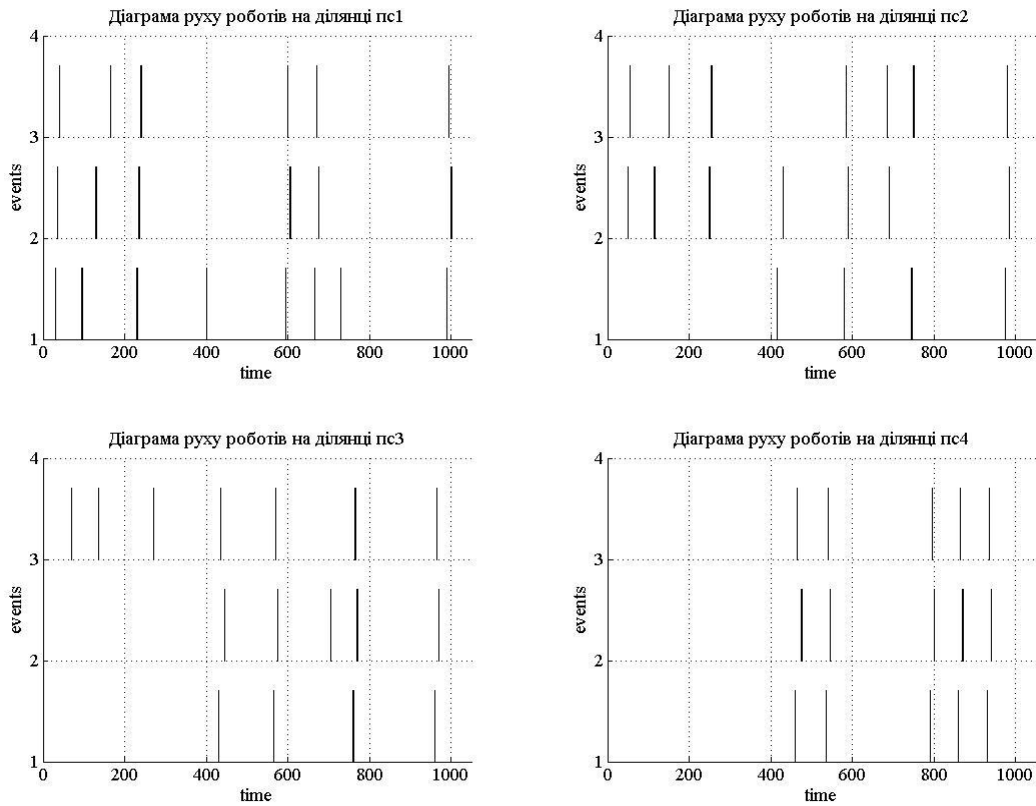 Діаграма руху роботів на ділянці пс1
4
3
2
1
events
0 200 400 600 800 1000
time
Діаграма руху роботів на ділянці пс2
4
3
2
1
events
0 200 400 600 800 1000
time
Діаграма руху роботів на ділянці пс3
4
3
2
1
events
0 200 400 600 800 1000
time
Діаграма руху роботів на ділянці пс4
4
3
2
1
events
0 200 400 600 800 1000
time